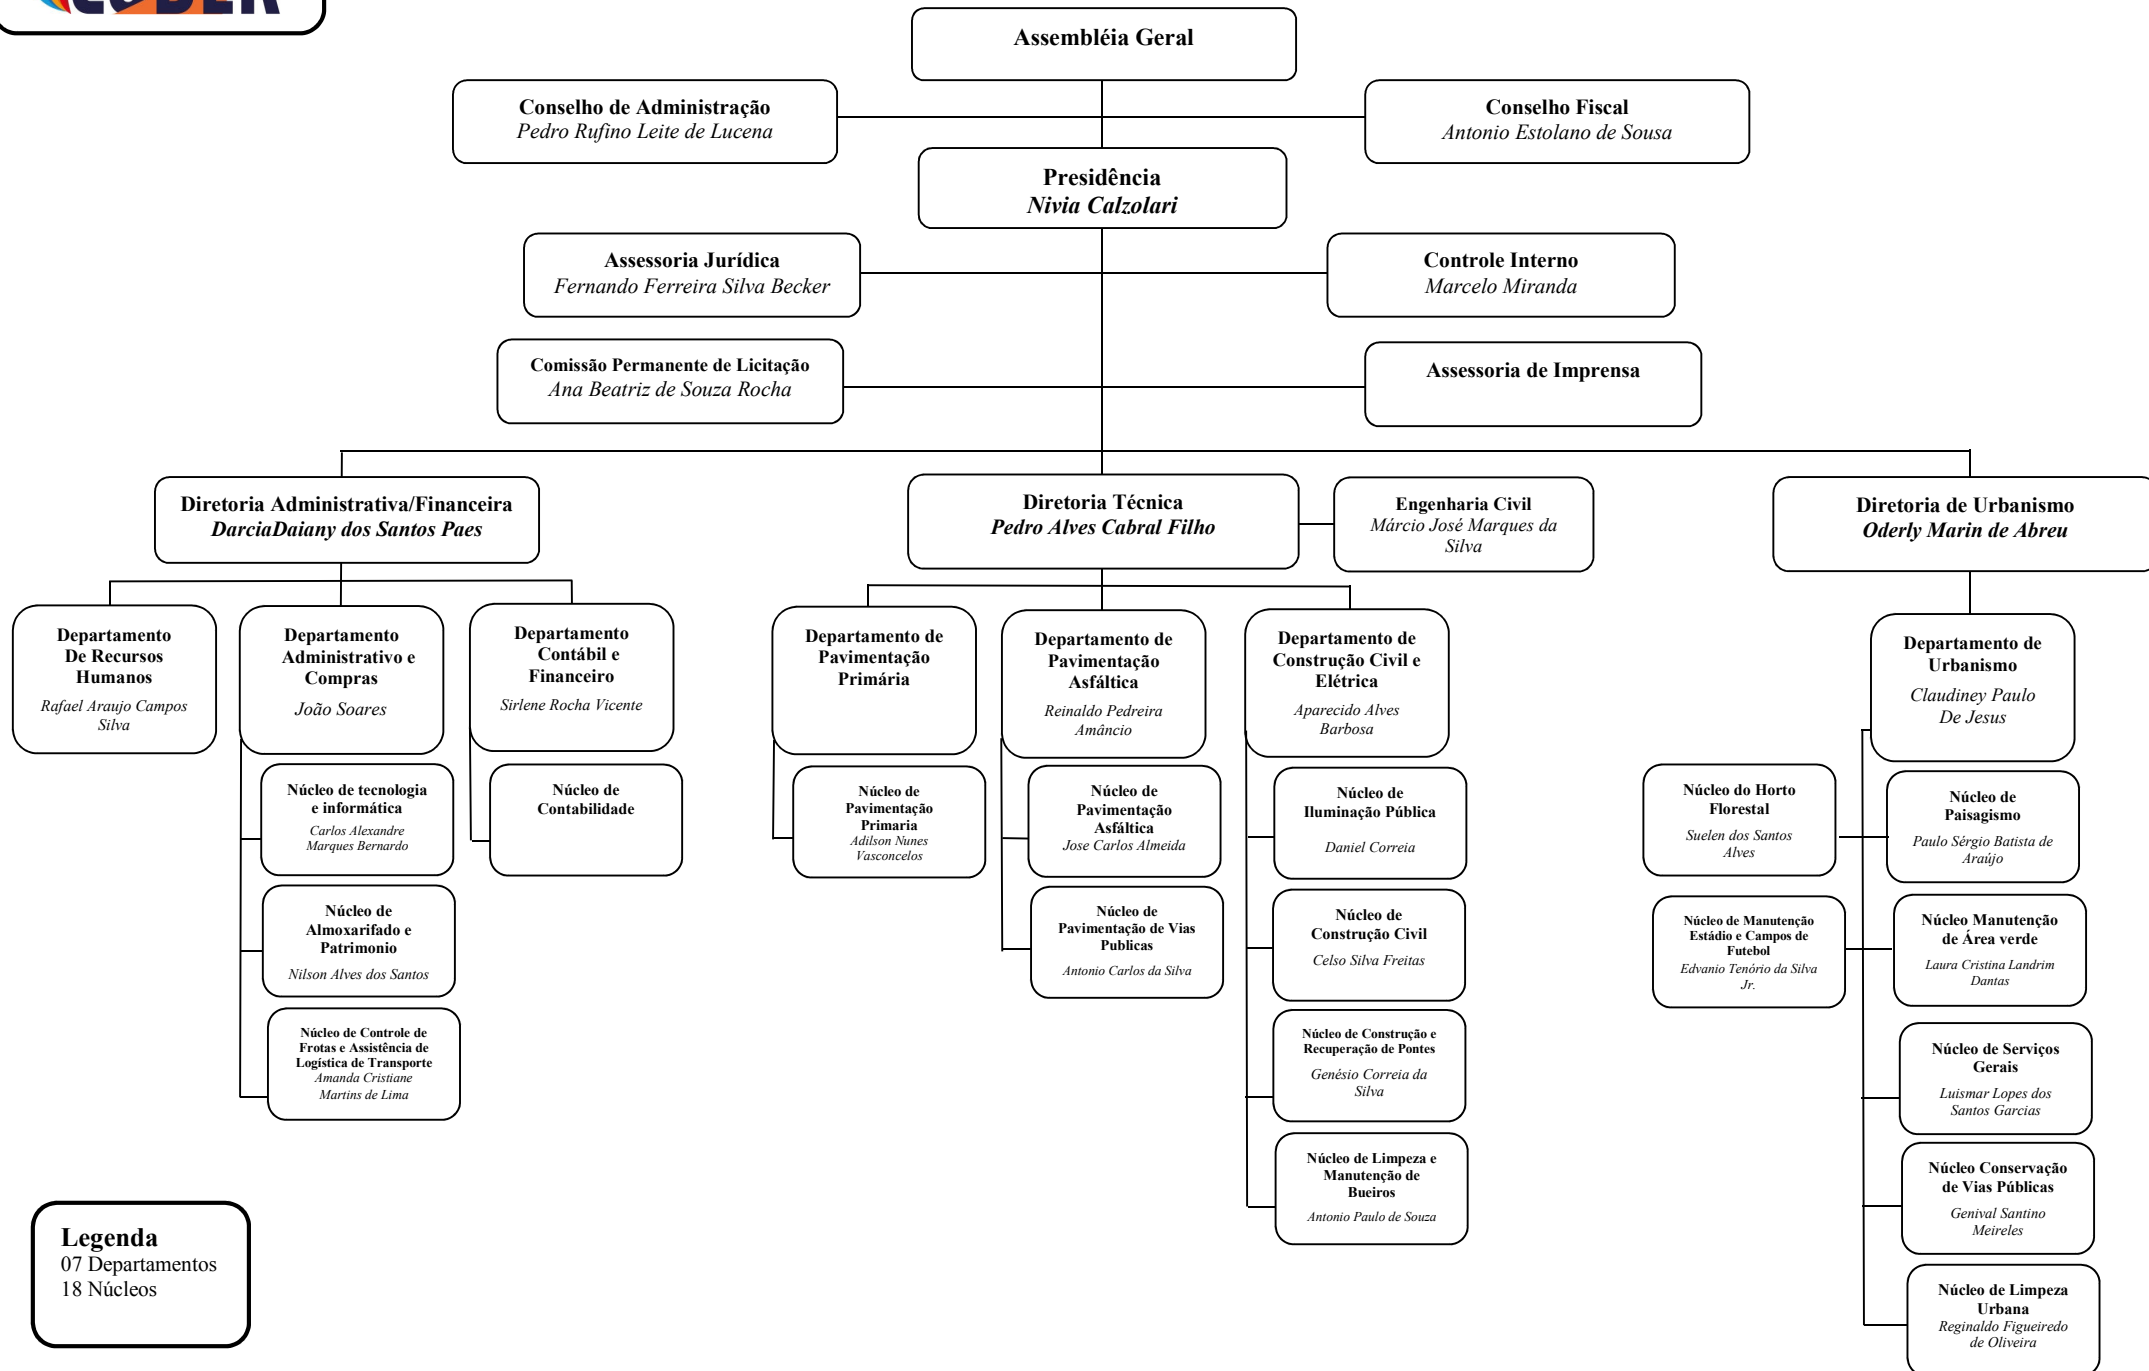 CODER
Assembléia Geral
Conselho de Administração
Pedro Rufino Leite de Lucena
Conselho Fiscal
Antonio Estolano de Sousa
Presidência
Nivia Calzolari
Assessoria Jurídica
Fernando Ferreira Silva Becker
Controle Interno
Marcelo Miranda
Comissão Permanente de Licitação
Ana Beatriz de Souza Rocha
Assessoria de Imprensa
Diretoria Administrativa/Financeira
DarciaDaiany dos Santos Paes
Diretoria Técnica
Pedro Alves Cabral Filho
Engenharia Civil
Márcio José Marques da
Silva
Diretoria de Urbanismo
Oderly Marin de Abreu
Departamento
De Recursos
Humanos
Rafael Araujo Campos
Silva
Departamento
Administrativo e
Compras
João Soares
Departamento
Contábil e
Financeiro
Sirlene Rocha Vicente
Departamento de
Pavimentação
Primária
Departamento de
Pavimentação
Asfáltica
Reinaldo Pedreira
Amâncio
Departamento de
Construção Civil e
Elétrica
Aparecido Alves
Barbosa
Departamento de
Urbanismo
Claudiney Paulo
De Jesus
Núcleo de tecnologia
e informática
Carlos Alexandre
Marques Bernardo
Núcleo de
Contabilidade
Núcleo de
Pavimentação
Primaria
Adilson Nunes
Vasconcelos
Núcleo de
Pavimentação
Asfáltica
Jose Carlos Almeida
Núcleo de
Iluminação Pública
Daniel Correia
Núcleo do Horto
Florestal
Suelen dos Santos
Alves
Núcleo de
Paisagismo
Paulo Sérgio Batista de
Araújo
Núcleo de
Almoxarifado e
Patrimonio
Nilson Alves dos Santos
Núcleo de
Pavimentação de Vias
Publicas
Antonio Carlos da Silva
Núcleo de
Construção Civil
Celso Silva Freitas
Núcleo de Manutenção
Estádio e Campos de
Futebol
Edvanio Tenório da Silva
Jr.
Núcleo Manutenção
de Área verde
Laura Cristina Landrim
Dantas
Núcleo de Controle de
Frotas e Assistência de
Logística de Transporte
Amanda Cristiane
Martins de Lima
Núcleo de Construção e
Recuperação de Pontes
Genésio Correia da
Silva
Núcleo de Serviços
Gerais
Luismar Lopes dos
Santos Garcias
Núcleo de Limpeza e
Manutenção de
Bueiros
Antonio Paulo de Souza
Núcleo Conservação
de Vias Públicas
Genival Santino
Meireles
Legenda
07 Departamentos
18 Núcleos
Núcleo de Limpeza
Urbana
Reginaldo Figueiredo
de Oliveira